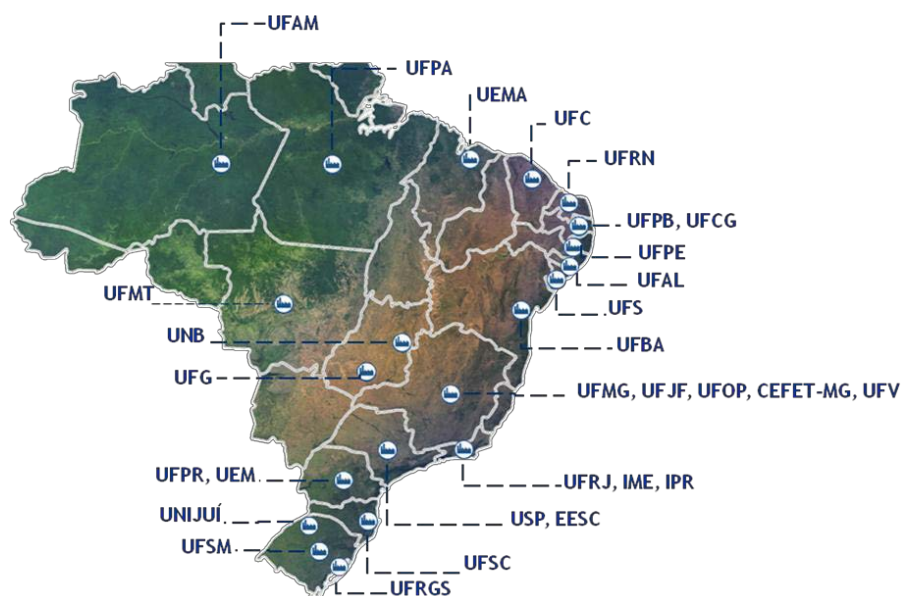 UFAM
UFPA
UEMA
UFC
UFRN
UFPB, UFCG
UFPE
UFAL
UFMT
UFS
UNB
UFBA
UFG
UFMG, UFJF, UFOP, CEFET-MG, UFV
UFPR, UEM
UFRJ, IME, IPR
UNIJUÍ
USP, EESC
UFSM
UFSC
UFRGS